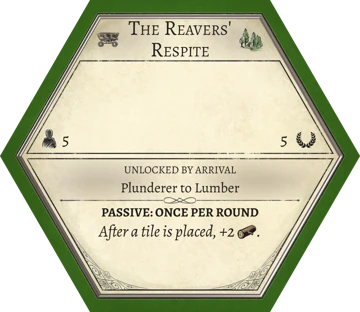 The Reavers'
Respite
5
5
UNLOCKED BY ARRIVAL
Plunderer to Lumber
PASSIVE: ONCE PER ROUND
After a tile is placed, +2 .